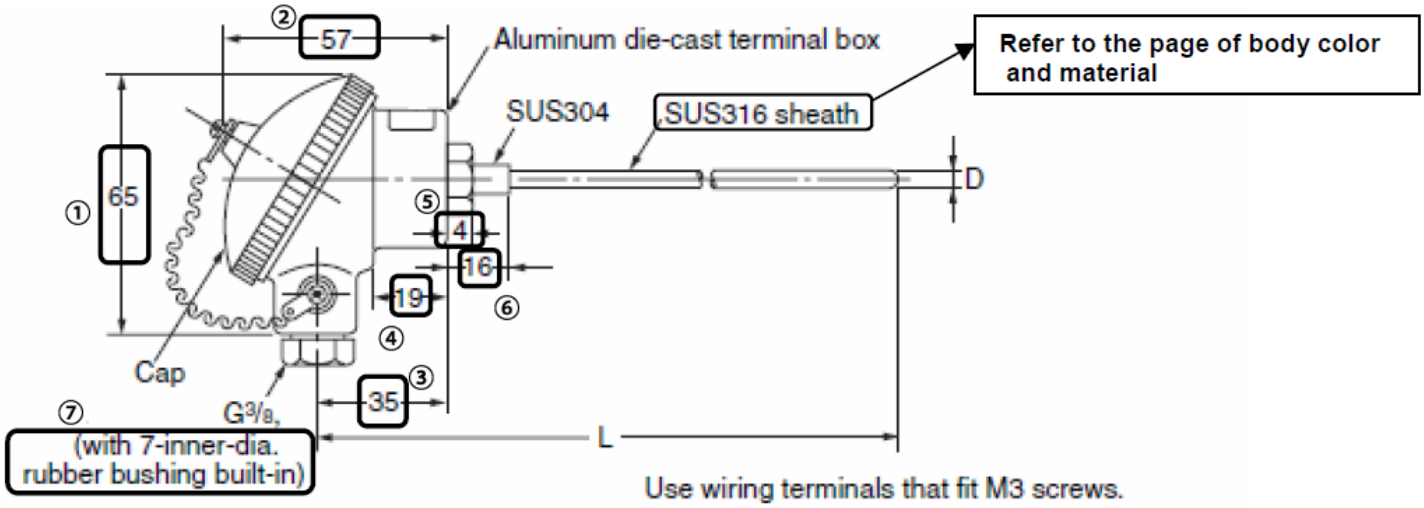 ②
57
Aluminum die-cast terminal box
Refer to the page of body color
and material
SUS304
SUS316 sheath
①
65
D
⑤
4
16
19
⑥
④
Cap
③
35
⑦
G3/8,
(with 7-inner-dia.
rubber bushing built-in)
L
Use wiring terminals that fit M3 screws.